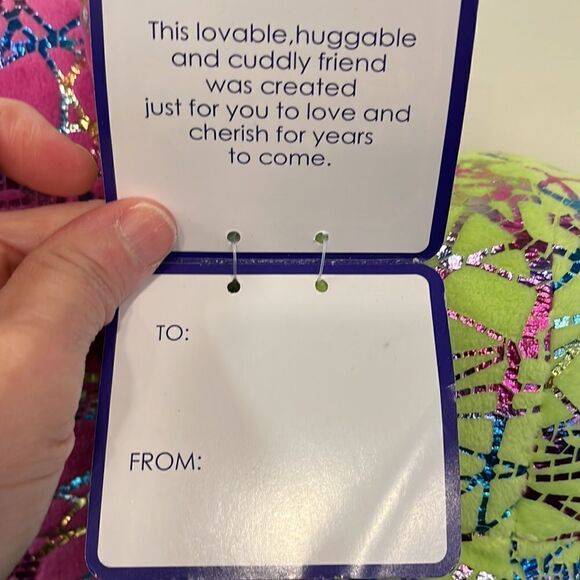 This lovable,huggable
and cuddly friend
was created
just for you to love and
cherish for years
to come.
TO:
FROM: